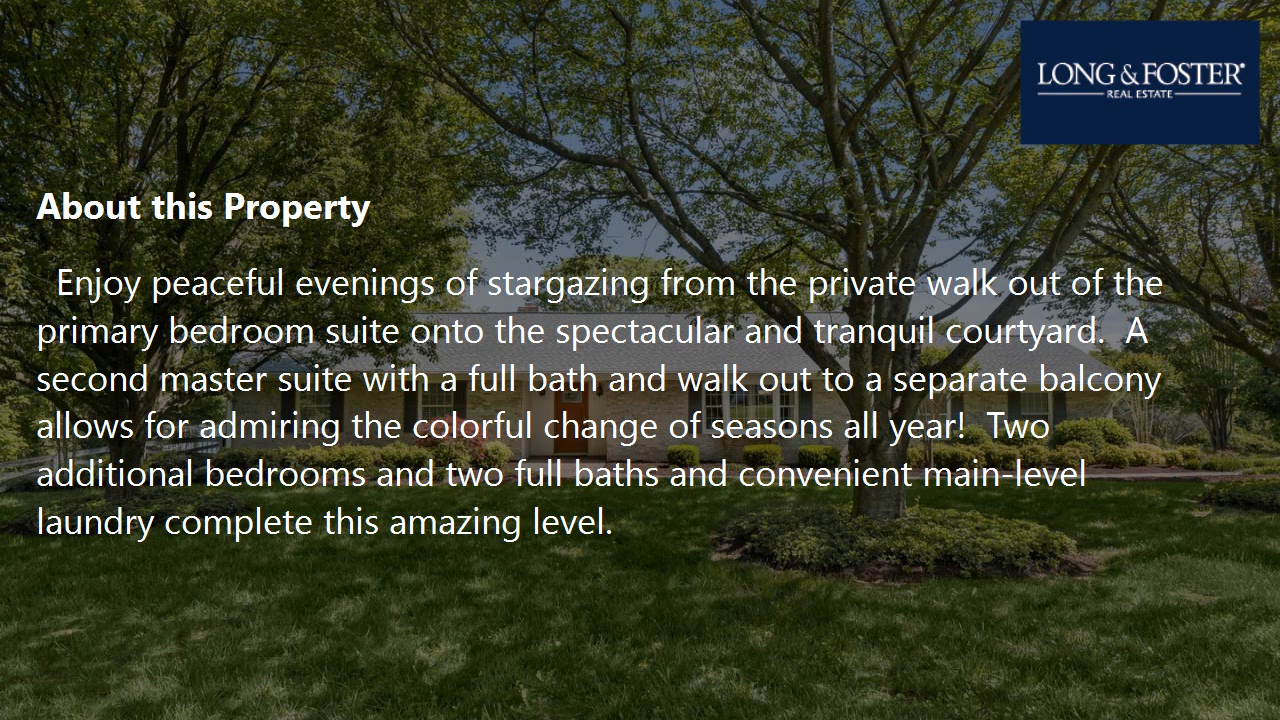 LONG & FOSTER®
REAL ESTATE
About this Property
Enjoy peaceful evenings of stargazing from the private walk out of the
primary bedroom suite onto the spectacular and tranquil courtyard.  A
second master suite with a full bath and walk out to a separate balcony
allows for admiring the colorful change of seasons all year!  Two
additional bedrooms and two full baths and convenient main-level
laundry complete this amazing level.